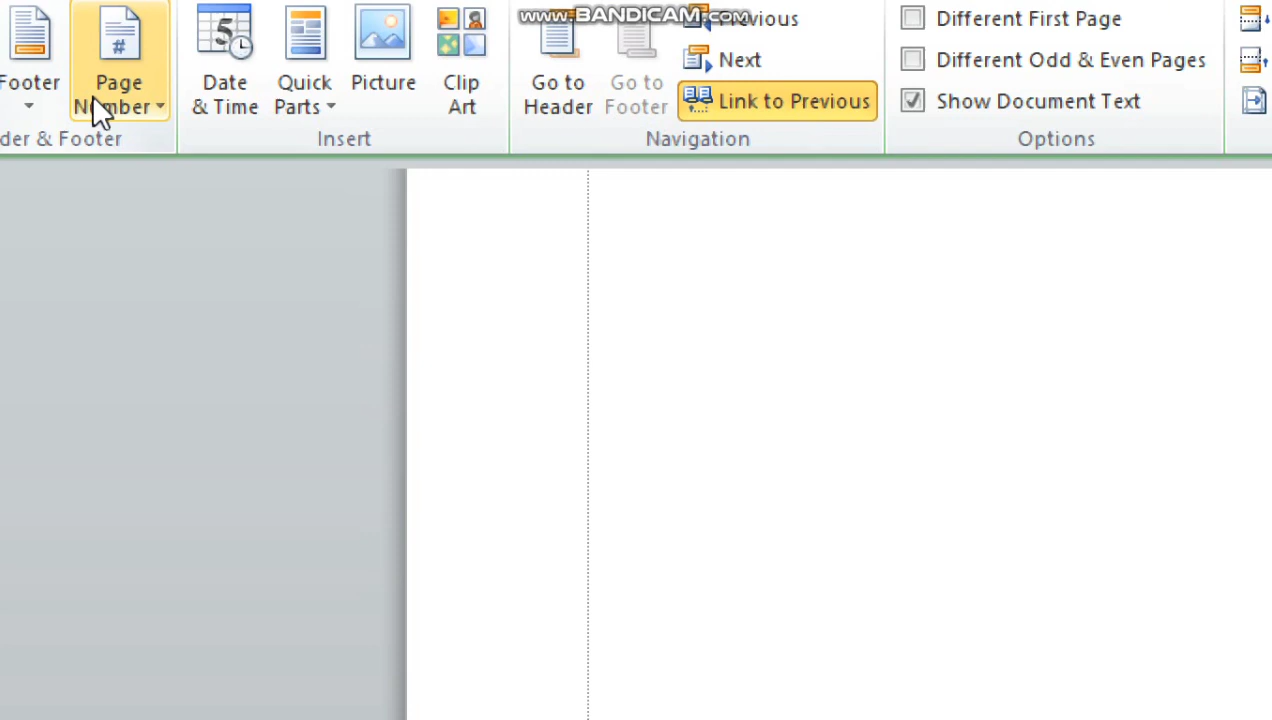 www.BANDICAM.com
Footer
Page
Number
Date
& Time
Quick
Parts
Picture
Clip
Art
Go to
Header
Go to
Footer
Previous
Next
Link to Previous
Different First Page
Different Odd & Even Pages
Show Document Text
der & Footer
Insert
Navigation
Options